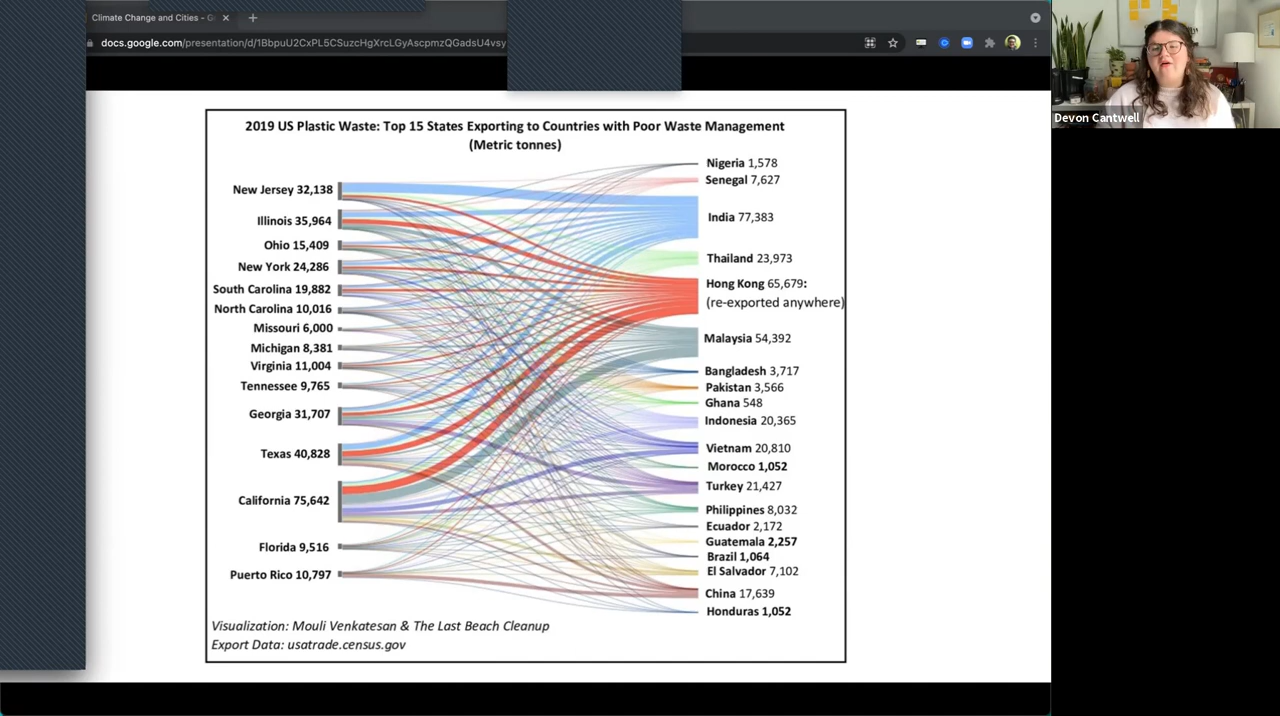 Climate Change and Cities - G
docs.google.com/presentation/d/1BbpuU2CxPL5CSuzcHgXrcLGyAscpmzQGadsU4vsy
Devon Cantwell
2019 US Plastic Waste: Top 15 States Exporting to Countries with Poor Waste Management
(Metric tonnes)
New Jersey 32,138
Illinois 35,964
Ohio 15,409
New York 24,286
South Carolina 19,882
North Carolina 10,016
Missouri 6,000
Michigan 8,381
Virginia 11,004
Tennessee 9,765
Georgia 31,707
Texas 40,828
California 75,642
Florida 9,516
Puerto Rico 10,797
Nigeria 1,578
Senegal 7,627
India 77,383
Thailand 23,973
Hong Kong 65,679:
(re-exported anywhere)
Malaysia 54,392
Bangladesh 3,717
Pakistan 3,566
Ghana 548
Indonesia 20,365
Vietnam 20,810
Morocco 1,052
Turkey 21,427
Philippines 8,032
Ecuador 2,172
Guatemala 2,257
Brazil 1,064
El Salvador 7,102
China 17,639
Honduras 1,052
Visualization: Mouli Venkatesan & The Last Beach Cleanup
Export Data: usatrade.census.gov